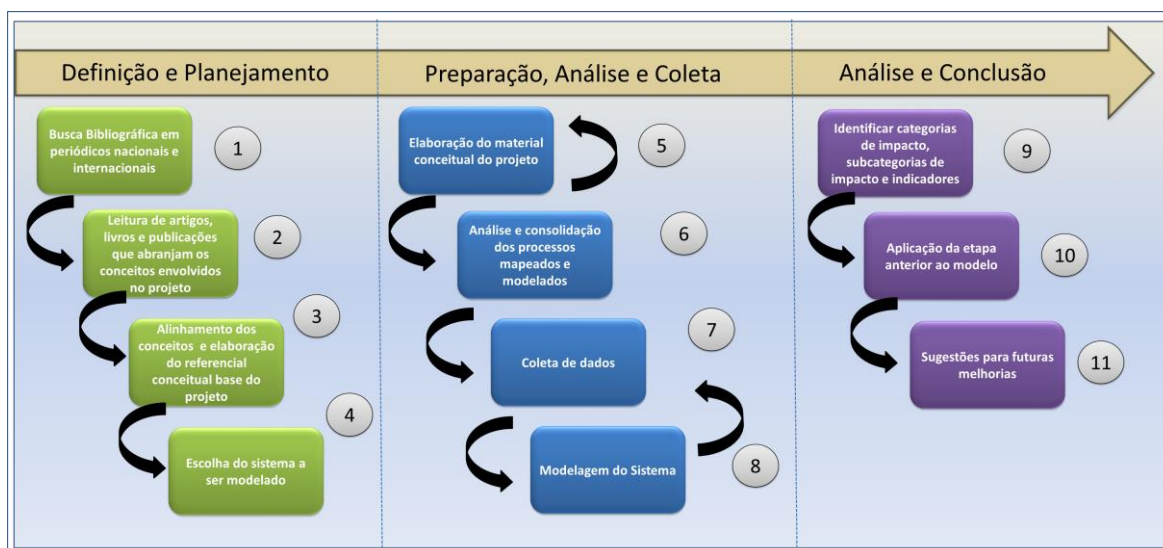 Definição e Planejamento
Busca Bibliográfica em
periódicos nacionais e
internacionais
1
Leitura de artigos,
livros e publicações
que abranjam os
conceitos envolvidos
no projeto
2
Alinhamento dos
conceitos e elaboração
do referencial
conceitual base do
projeto
3
Escolha do sistema a
ser modelado
4
Preparação, Análise e Coleta
Elaboração do material
conceitual do projeto
5
Análise e consolidação
dos processos
mapeados e
modelados
6
Coleta de dados
7
Modelagem do Sistema
8
Análise e Conclusão
Identificar categorias
de impacto,
subcategorias de
impacto e indicadores
9
Aplicação da etapa
anterior ao modelo
10
Sugestões para futuras
melhorias
11